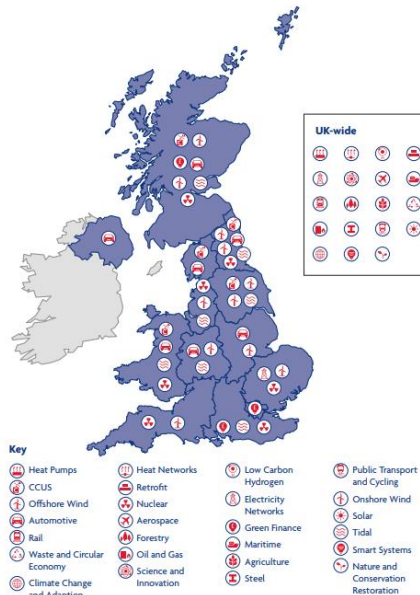 UK-wide
Key
Heat Pumps
CCUS
Offshore Wind
Automotive
Rail
Waste and Circular
Economy
Climate Change
and Adaption
Heat Networks
Retrofit
Nuclear
Aerospace
Forestry
Oil and Gas
Science and
Innovation
Low Carbon
Hydrogen
Electricity
Networks
Green Finance
Maritime
Agriculture
Steel
Public Transport
and Cycling
Onshore Wind
Solar
Tidal
Smart Systems
Nature and
Conservation
Restoration